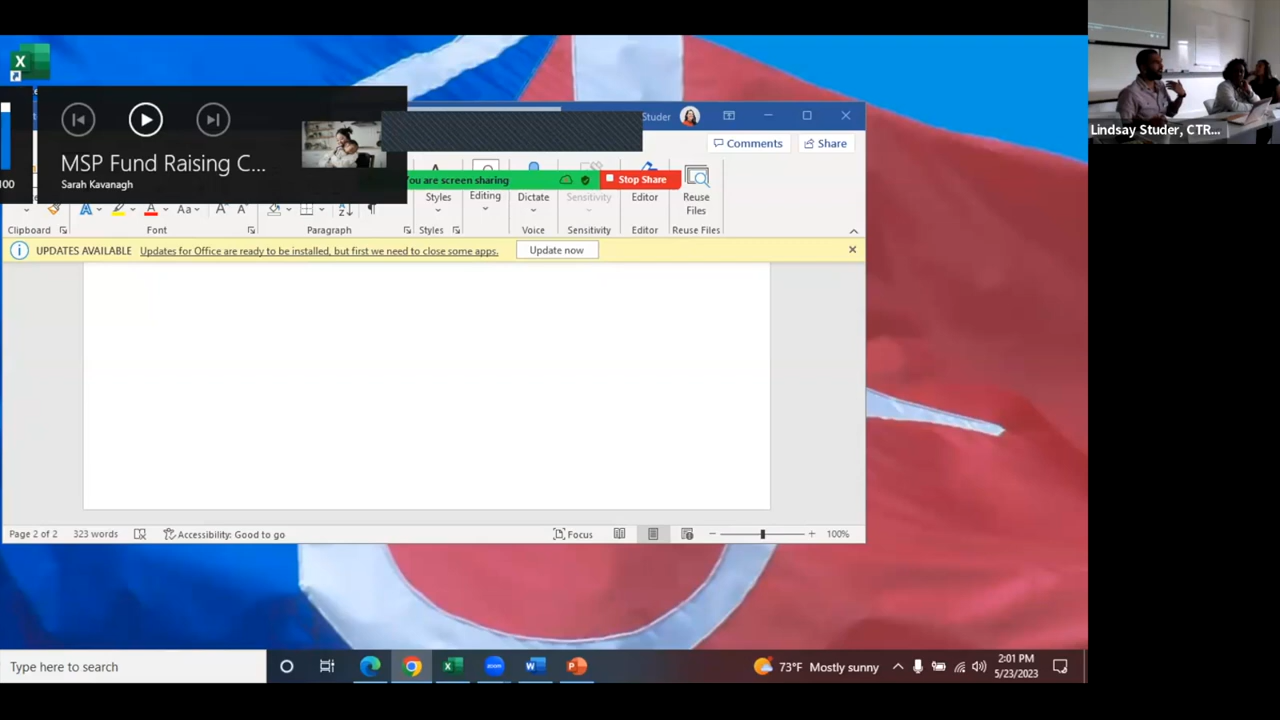 100
MSP Fund Raising C...
Sarah Kavanagh
Studer
Comments
Share
You are screen sharing
Stop Share
Styles
Editing
Dictate
Sensitivity
Editor
Reuse
Files
Aa
Clipboard
Font
Paragraph
Styles
Voice
Sensitivity
Editor
Reuse Files
UPDATES AVAILABLE Updates for Office are ready to be installed, but first we need to close some apps. Update now
Page 2 of 2 323 words Accessibility: Good to go Focus 100%
Type here to search
73°F Mostly sunny
2:01 PM
5/23/2023
Lindsay Studer, CTR...